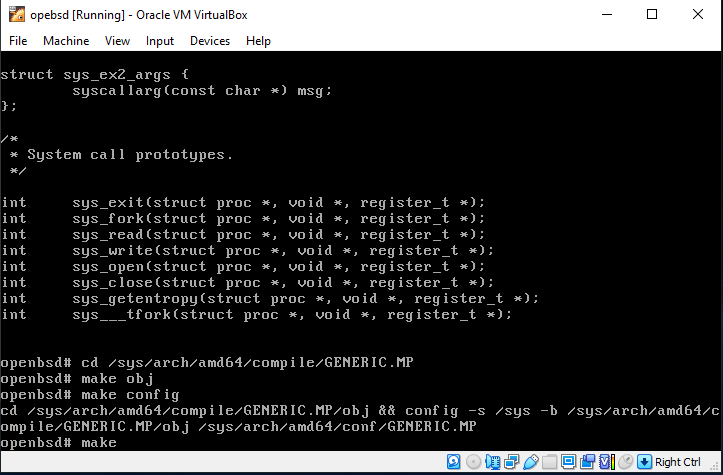 opebsd [Running] - Oracle VM VirtualBox
File Machine View Input Devices Help
struct sys_ex2_args {
        syscallarg(const char *) msg;
};
/*
 * System call prototypes.
 */
int     sys_exit(struct proc *, void *, register_t *);
int     sys_fork(struct proc *, void *, register_t *);
int     sys_read(struct proc *, void *, register_t *);
int     sys_write(struct proc *, void *, register_t *);
int     sys_open(struct proc *, void *, register_t *);
int     sys_close(struct proc *, void *, register_t *);
int     sys_getentropy(struct proc *, void *, register_t *);
int     sys___tfork(struct proc *, void *, register_t *);
openbsd# cd /sys/arch/amd64/compile/GENERIC.MP
openbsd# make obj
openbsd# make config
cd /sys/arch/amd64/compile/GENERIC.MP/obj && config -s /sys -b /sys/arch/amd64/c
ompile/GENERIC.MP/obj /sys/arch/amd64/conf/GENERIC.MP
openbsd# make
Right Ctrl